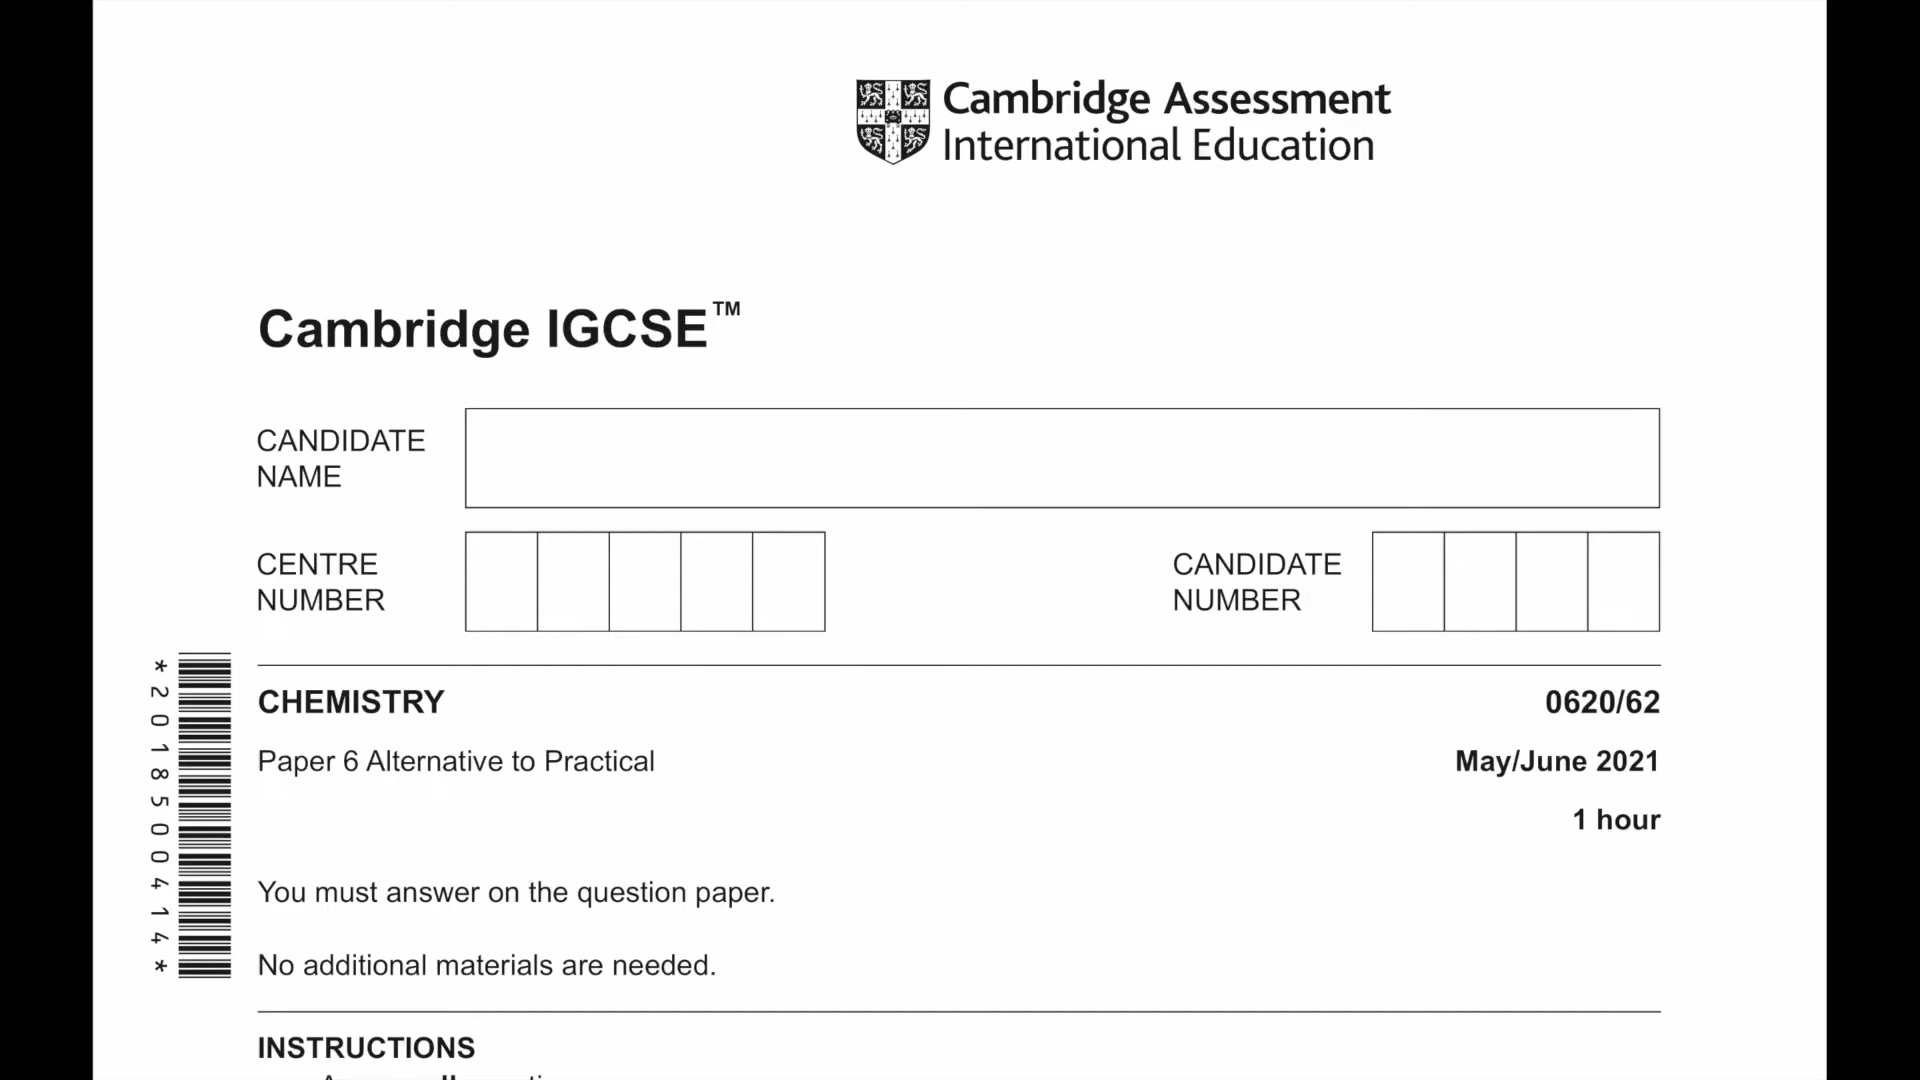 Cambridge Assessment
International Education
Cambridge IGCSE™
CANDIDATE
NAME
CENTRE
NUMBER
CANDIDATE
NUMBER
*2018500414*
CHEMISTRY 0620/62
Paper 6 Alternative to Practical May/June 2021
1 hour
You must answer on the question paper.
No additional materials are needed.
INSTRUCTIONS